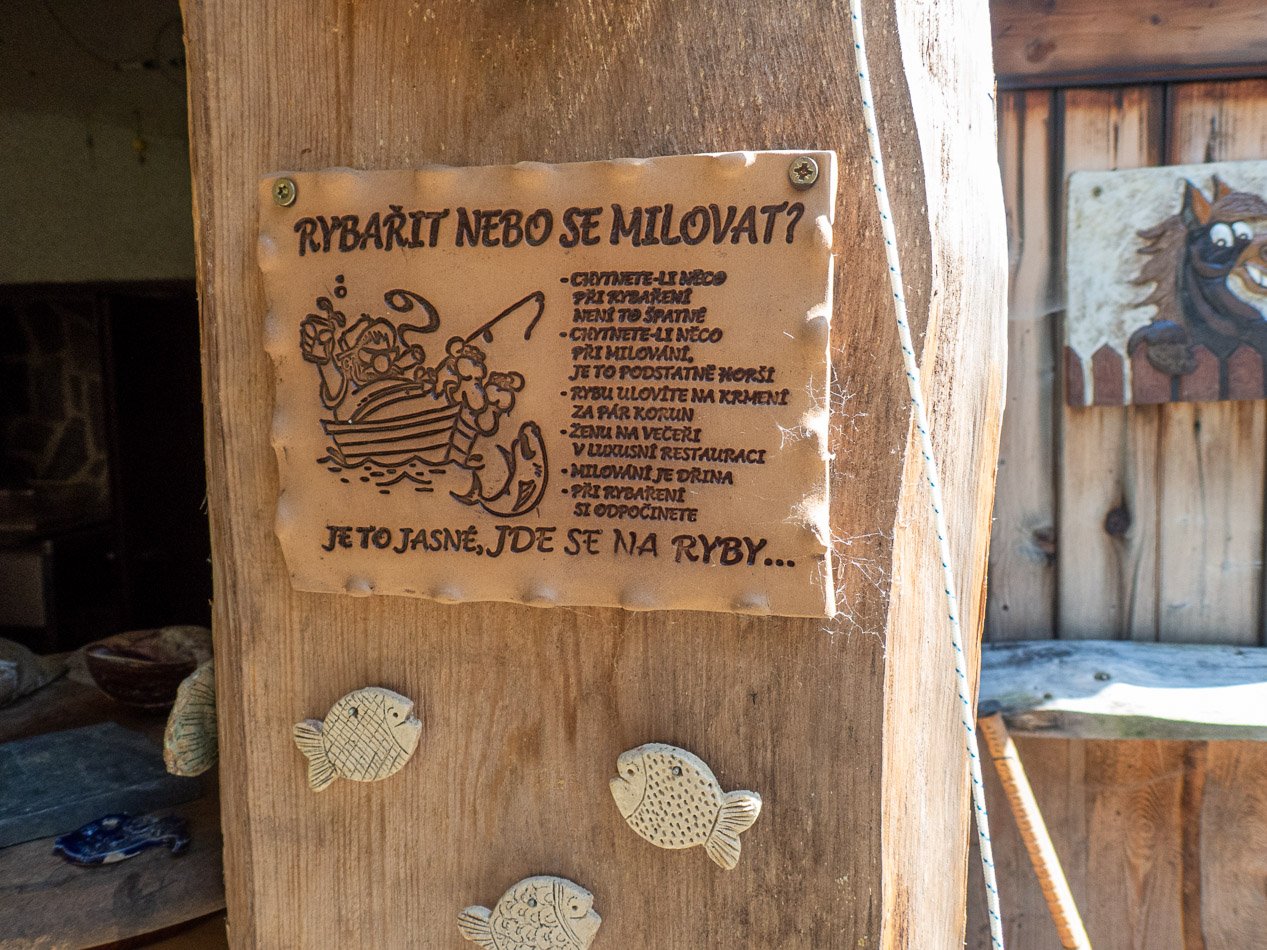 RYBAŘIT NEBO SE MILOVAT?
-CHYTNETE-LI NĚCO
PŘI RYBAŘENÍ
NENÍ TO ŠPATNÉ
-CHYTNETE-LI NĚCO
PŘI MILOVÁNÍ,
JE TO PODSTATNĚ HORŠÍ
-RYBU ULOVÍTE NA KRMENÍ
ZA PÁR KORUN
-ŽENU NA VEČEŘI
V LUXUSNÍ RESTAURACI
-MILOVÁNÍ JE DŘINA
-PŘI RYBAŘENÍ
SI ODPOČINETE
JE TO JASNÉ, JDE SE NA RYBY...